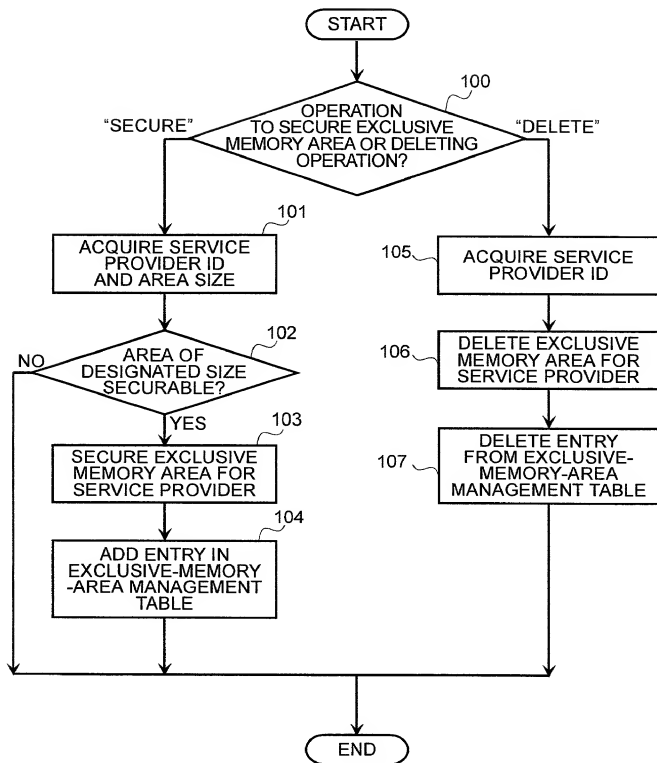 START
100
OPERATION
TO SECURE EXCLUSIVE
MEMORY AREA OR DELETING
OPERATION?
"SECURE"
"DELETE"
101
ACQUIRE SERVICE
PROVIDER ID
AND AREA SIZE
102
NO
AREA OF
DESIGNATED SIZE
SECURABLE?
YES
103
SECURE EXCLUSIVE
MEMORY AREA FOR
SERVICE PROVIDER
104
ADD ENTRY IN
EXCLUSIVE-MEMORY
-AREA MANAGEMENT
TABLE
105
ACQUIRE SERVICE
PROVIDER ID
106
DELETE EXCLUSIVE
MEMORY AREA FOR
SERVICE PROVIDER
107
DELETE ENTRY
FROM EXCLUSIVE-
MEMORY-AREA
MANAGEMENT TABLE
END